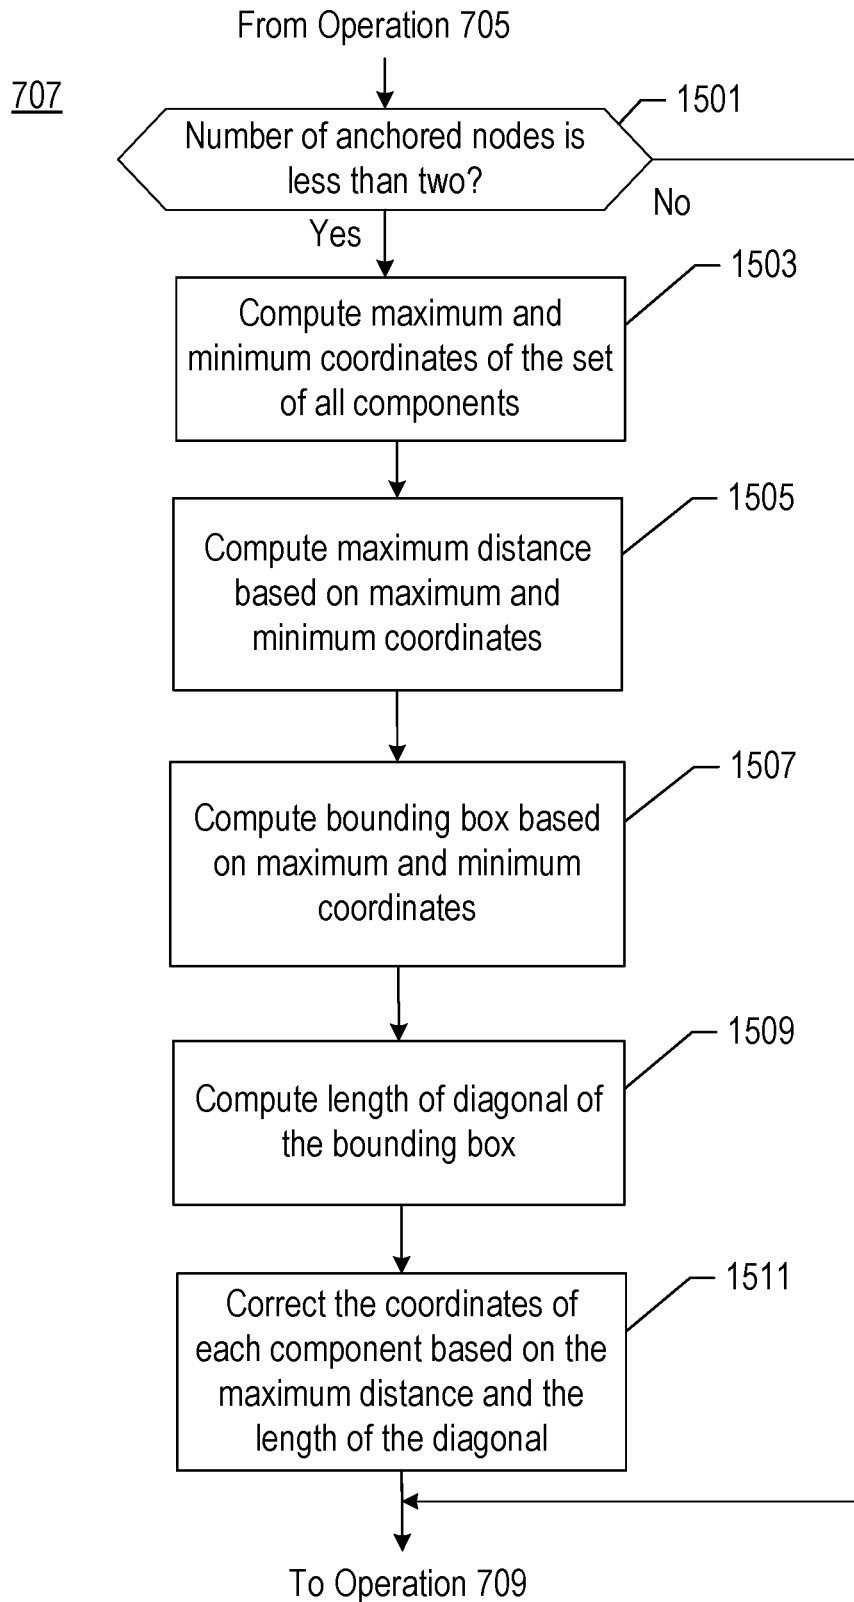 From Operation 705
707
1501
Number of anchored nodes is
less than two?
No
Yes
1503
Compute maximum and
minimum coordinates of the set
of all components
1505
Compute maximum distance
based on maximum and
minimum coordinates
1507
Compute bounding box based
on maximum and minimum
coordinates
1509
Compute length of diagonal of
the bounding box
1511
Correct the coordinates of
each component based on the
maximum distance and the
length of the diagonal
To Operation 709